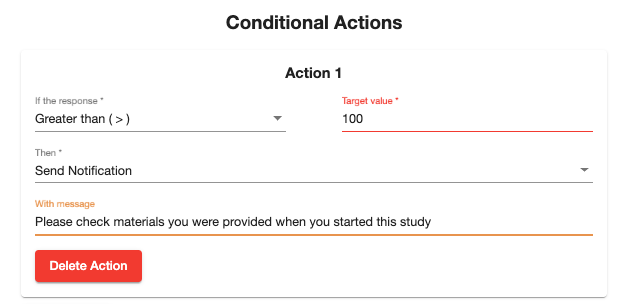 Conditional Actions
Action 1
If the response *
Greater than ( > )
Target value *
100
Then *
Send Notification
With message
Please check materials you were provided when you started this study
Delete Action